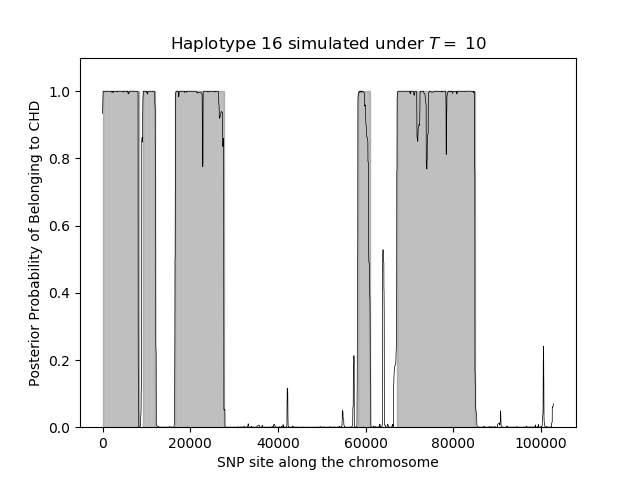 Haplotype 16 simulated under T = 10
Posterior Probability of Belonging to CHD
1.0
0.8
0.6
0.4
0.2
0.0
0 20000 40000 60000 80000 100000
SNP site along the chromosome